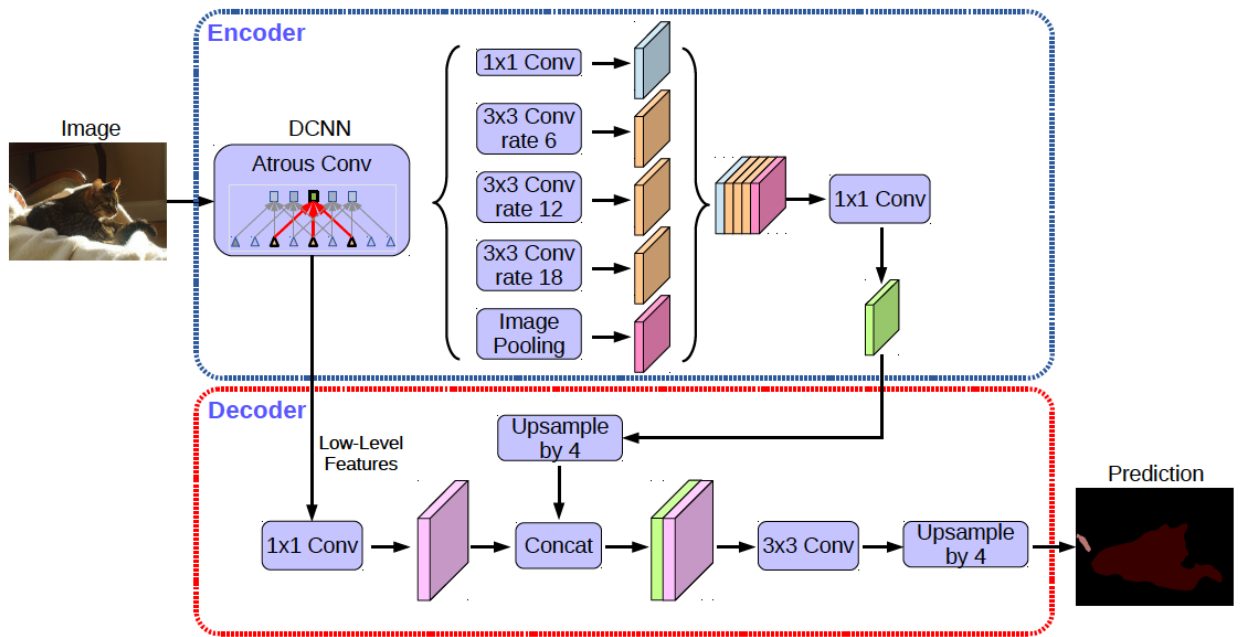 Encoder
Image
DCNN
Atrous Conv
1x1 Conv
3x3 Conv
rate 6
3x3 Conv
rate 12
3x3 Conv
rate 18
Image
Pooling
1x1 Conv
Decoder
Low-Level
Features
Upsample
by 4
1x1 Conv
Concat
3x3 Conv
Upsample
by 4
Prediction